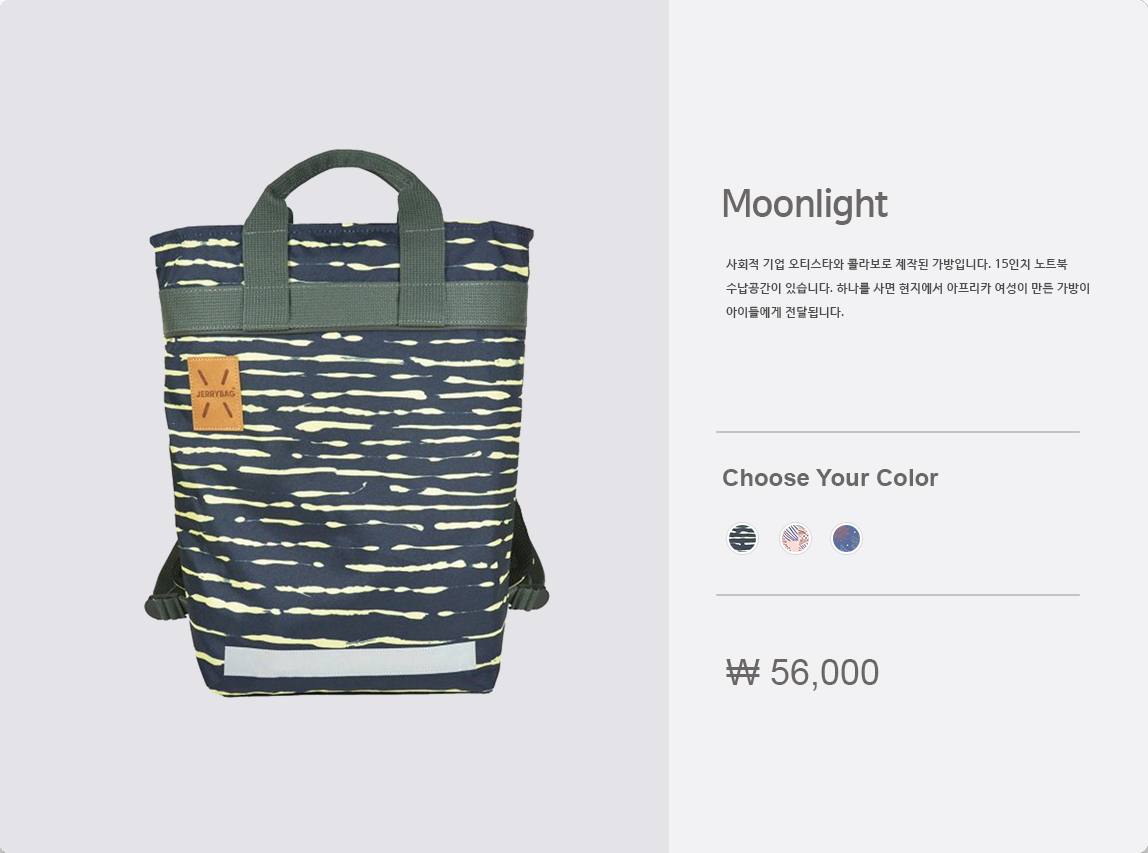 JERRYBAG
Moonlight
사회적 기업 오티스타와 콜라보로 제작된 가방입니다. 15인치 노트북
수납공간이 있습니다. 하나를 사면 현지에서 아프리카 여성이 만든 가방이
아이들에게 전달됩니다.
Choose Your Color
₩ 56,000